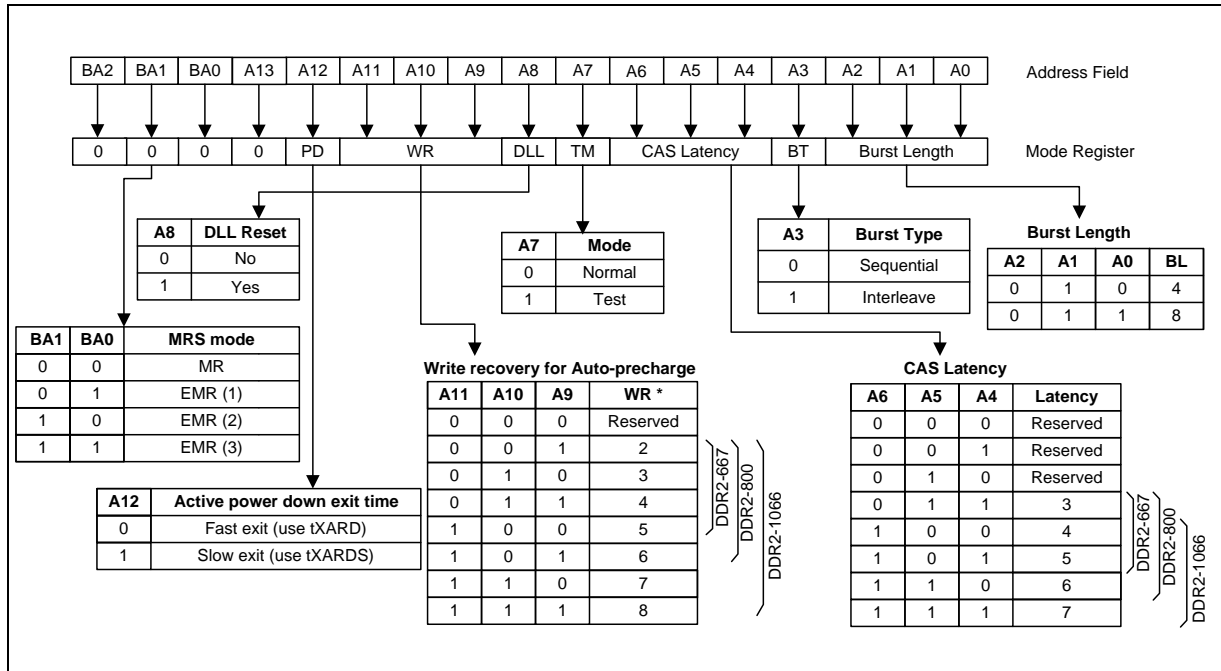 BA2 BA1 BA0 A13 A12 A11 A10 A9 A8 A7 A6 A5 A4 A3 A2 A1 A0 Address Field
0 0 0 0 PD WR DLL TM CAS Latency BT Burst Length Mode Register
A8 DLL Reset
0 No
1 Yes
A7 Mode
0 Normal
1 Test
A3 Burst Type
0 Sequential
1 Interleave
Burst Length
A2 A1 A0 BL
0 1 0 4
0 1 1 8
BA1 BA0 MRS mode
0 0 MR
0 1 EMR (1)
1 0 EMR (2)
1 1 EMR (3)
A12 Active power down exit time
0 Fast exit (use tXARD)
1 Slow exit (use tXARDS)
Write recovery for Auto-precharge
A11 A10 A9 WR *
0 0 0 Reserved
0 0 1 2
0 1 0 3
0 1 1 4
1 0 0 5
1 0 1 6
1 1 0 7
1 1 1 8
DDR2-667
DDR2-800
DDR2-1066
CAS Latency
A6 A5 A4 Latency
0 0 0 Reserved
0 0 1 Reserved
0 1 0 Reserved
0 1 1 3
1 0 0 4
1 0 1 5
1 1 0 6
1 1 1 7
DDR2-667
DDR2-800
DDR2-1066